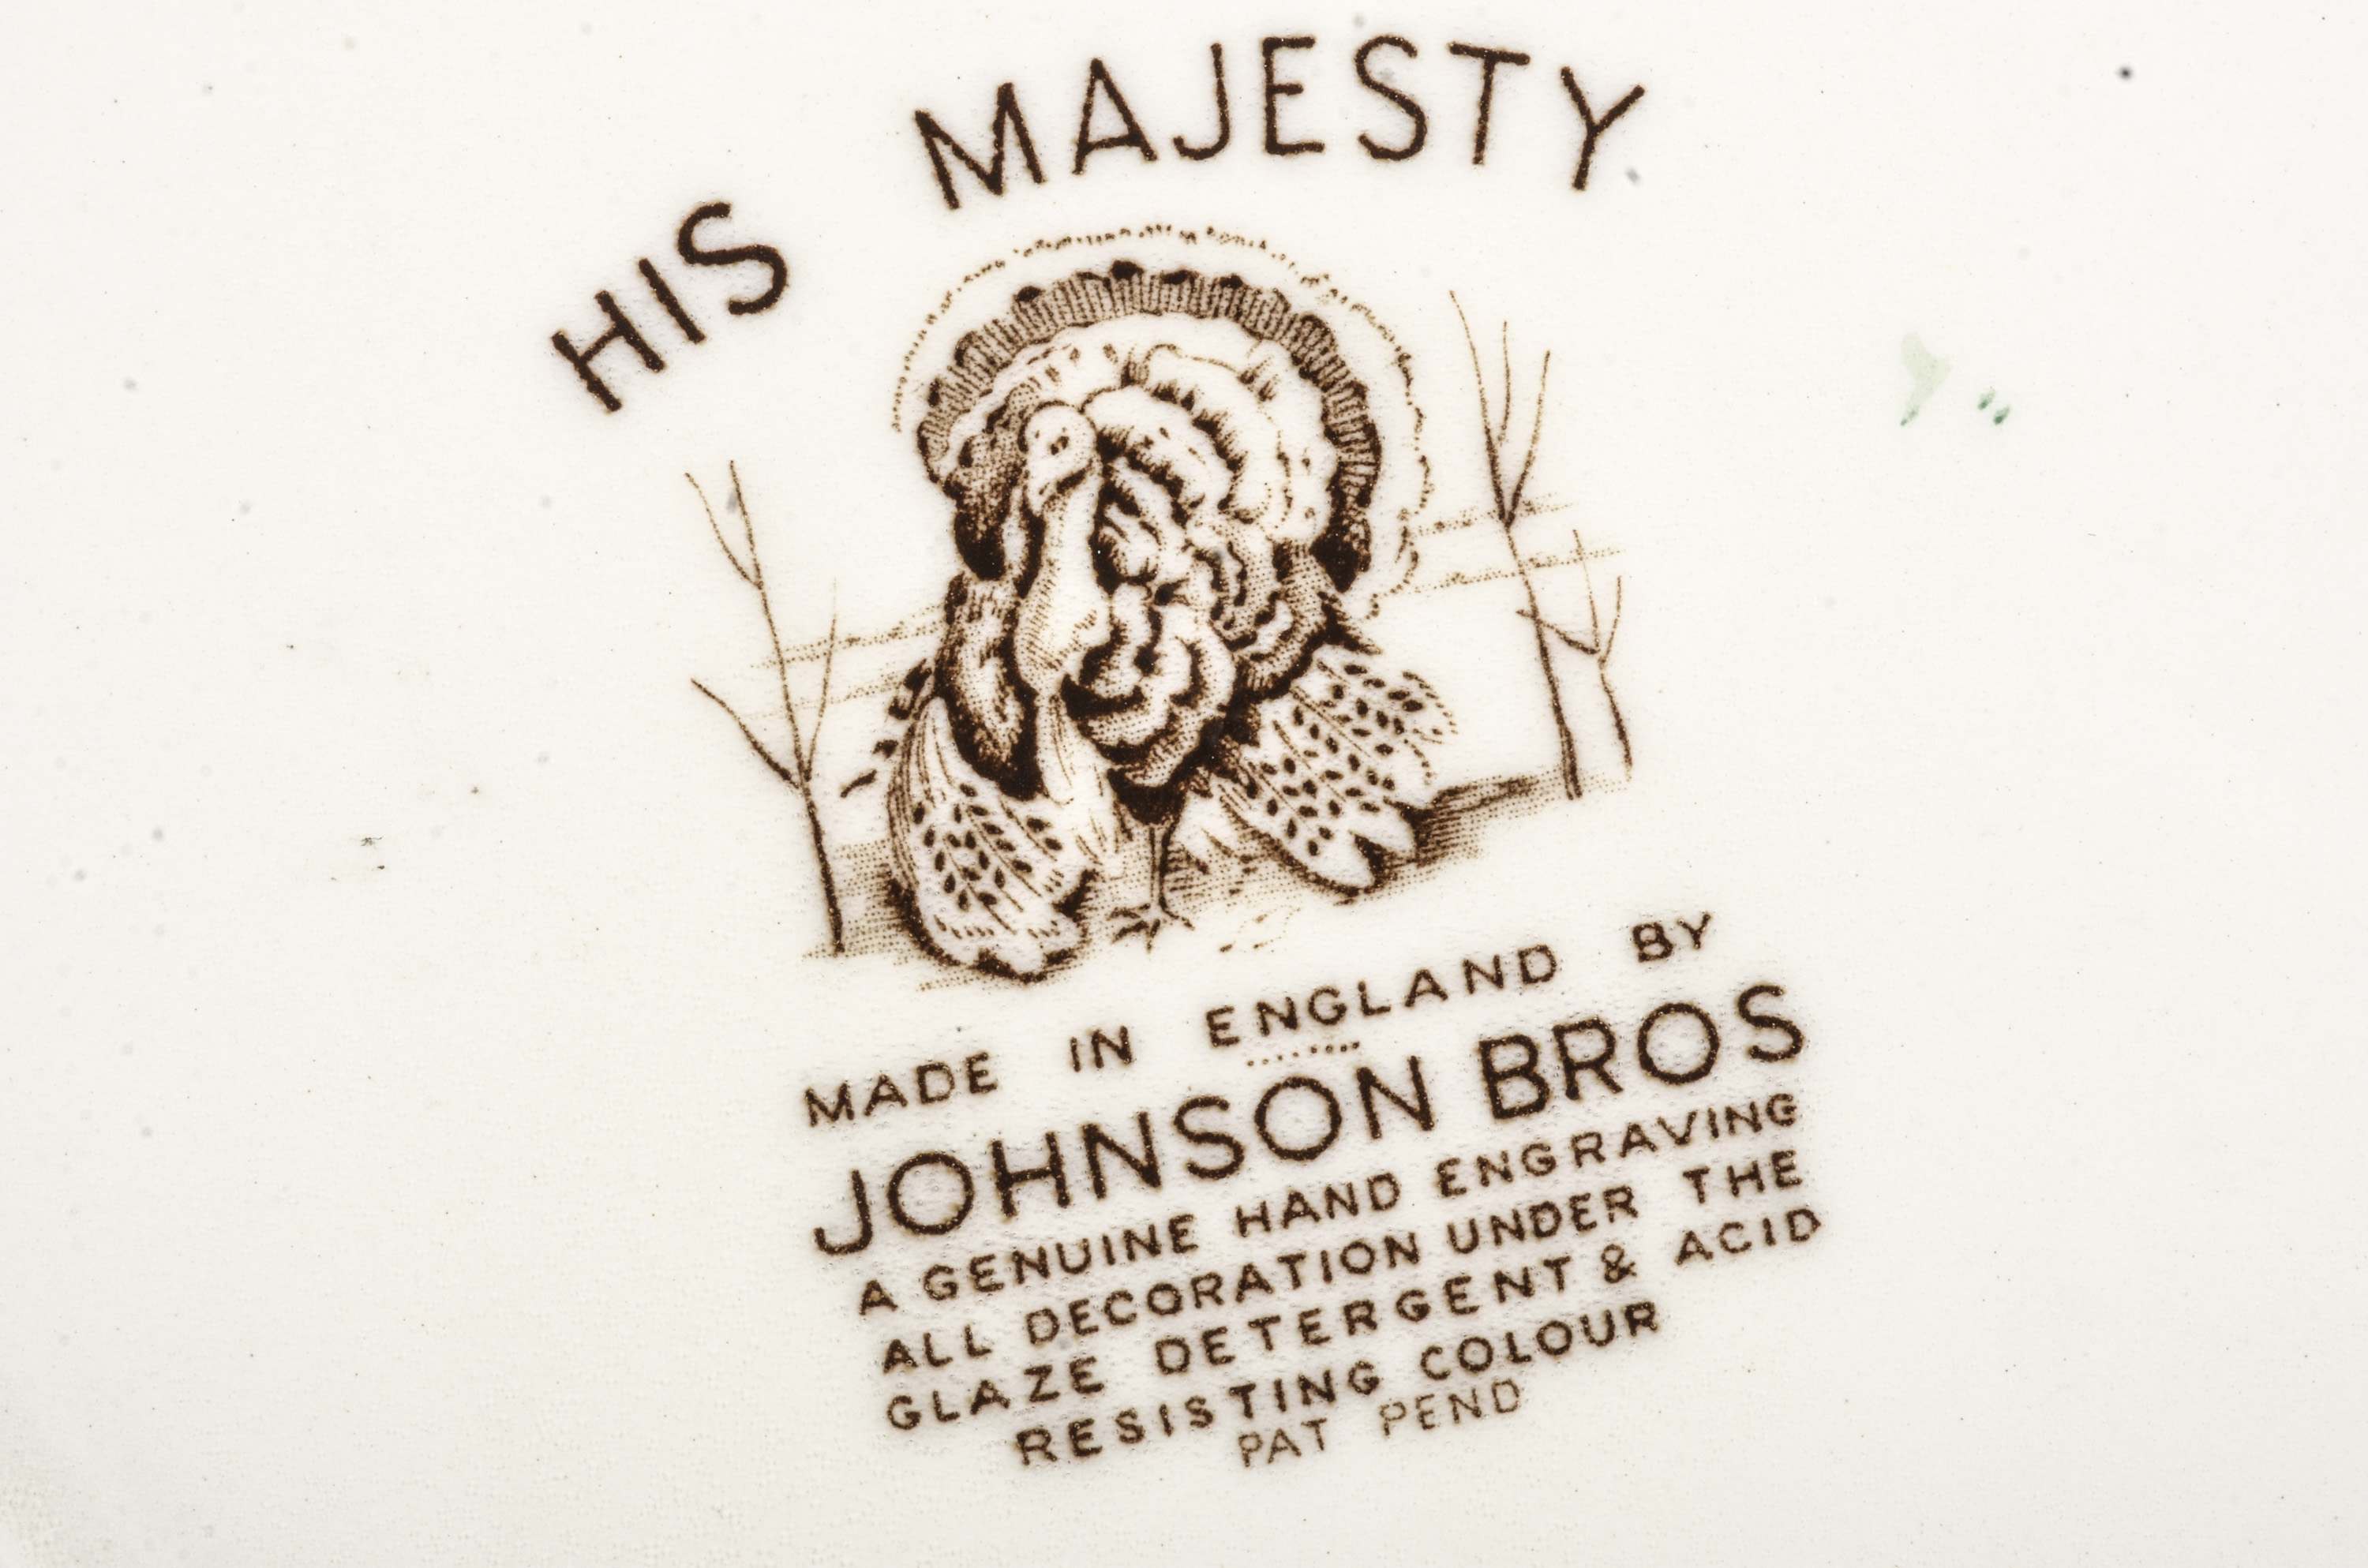 HIS MAJESTY
MADE IN ENGLAND BY
JOHNSON BROS
A GENUINE HAND ENGRAVING
ALL DECORATION UNDER THE
GLAZE DETERGENT & ACID
RESISTING COLOUR
PAT PEND